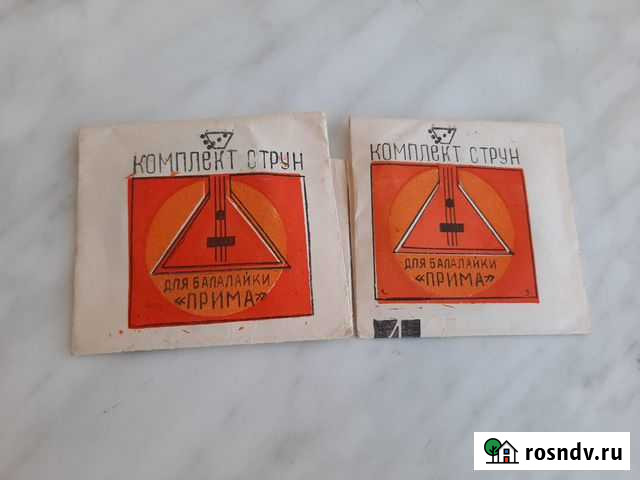 КОМПЛЕКТ СТРУН
ДЛЯ БАЛАЛАЙКИ
«ПРИМА»
КОМПЛЕКТ СТРУН
ДЛЯ БАЛАЛАЙКИ
«ПРИМА»
rosndv.ru